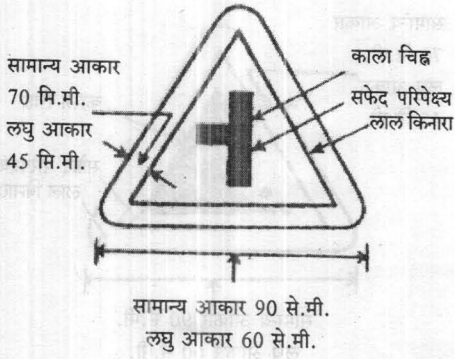 सामान्य आकार
70 मि.मी.
लघु आकार
45 मि.मी.
काला चिह्न
सफेद परिपेक्ष्य
लाल किनारा
सामान्य आकार 90 से.मी.
लघु आकार 60 से.मी.